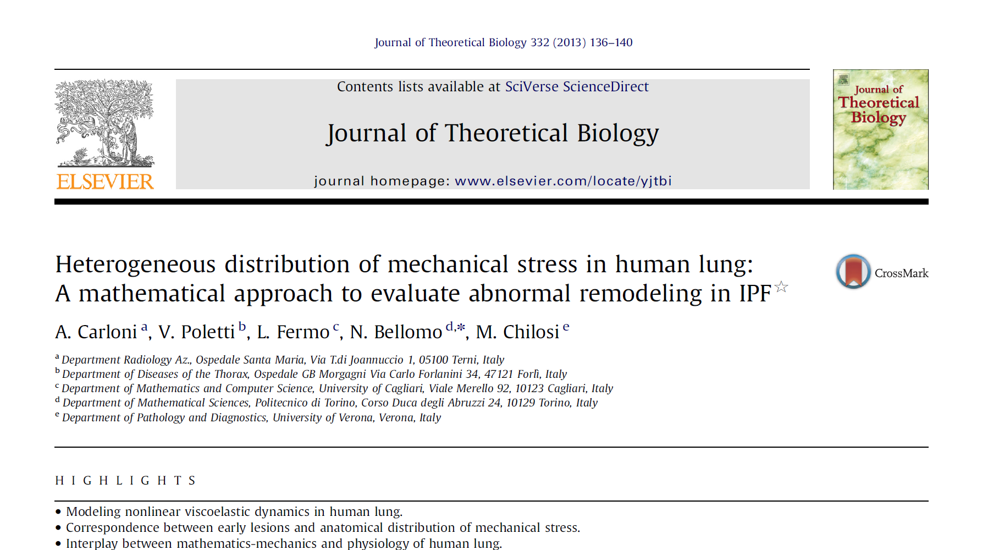 Journal of Theoretical Biology 332 (2013) 136–140
Contents lists available at SciVerse ScienceDirect
Journal of Theoretical Biology
journal homepage: www.elsevier.com/locate/yjtbi
NON SOLUS
ELSEVIER
Journal of
Theoretical
Biology
Heterogeneous distribution of mechanical stress in human lung:
A mathematical approach to evaluate abnormal remodeling in IPF☆
CrossMark
A. Carloni a, V. Poletti b, L. Fermo c, N. Bellomo d,*, M. Chilosi e
a Department Radiology Az., Ospedale Santa Maria, Via T.di Joannuccio 1, 05100 Terni, Italy
b Department of Diseases of the Thorax, Ospedale GB Morgagni Via Carlo Forlanini 34, 47121 Forlì, Italy
c Department of Mathematics and Computer Science, University of Cagliari, Viale Merello 92, 10123 Cagliari, Italy
d Department of Mathematical Sciences, Politecnico di Torino, Corso Duca degli Abruzzi 24, 10129 Torino, Italy
e Department of Pathology and Diagnostics, University of Verona, Verona, Italy
HIGHLIGHTS
• Modeling nonlinear viscoelastic dynamics in human lung.
• Correspondence between early lesions and anatomical distribution of mechanical stress.
• Interplay between mathematics-mechanics and physiology of human lung.